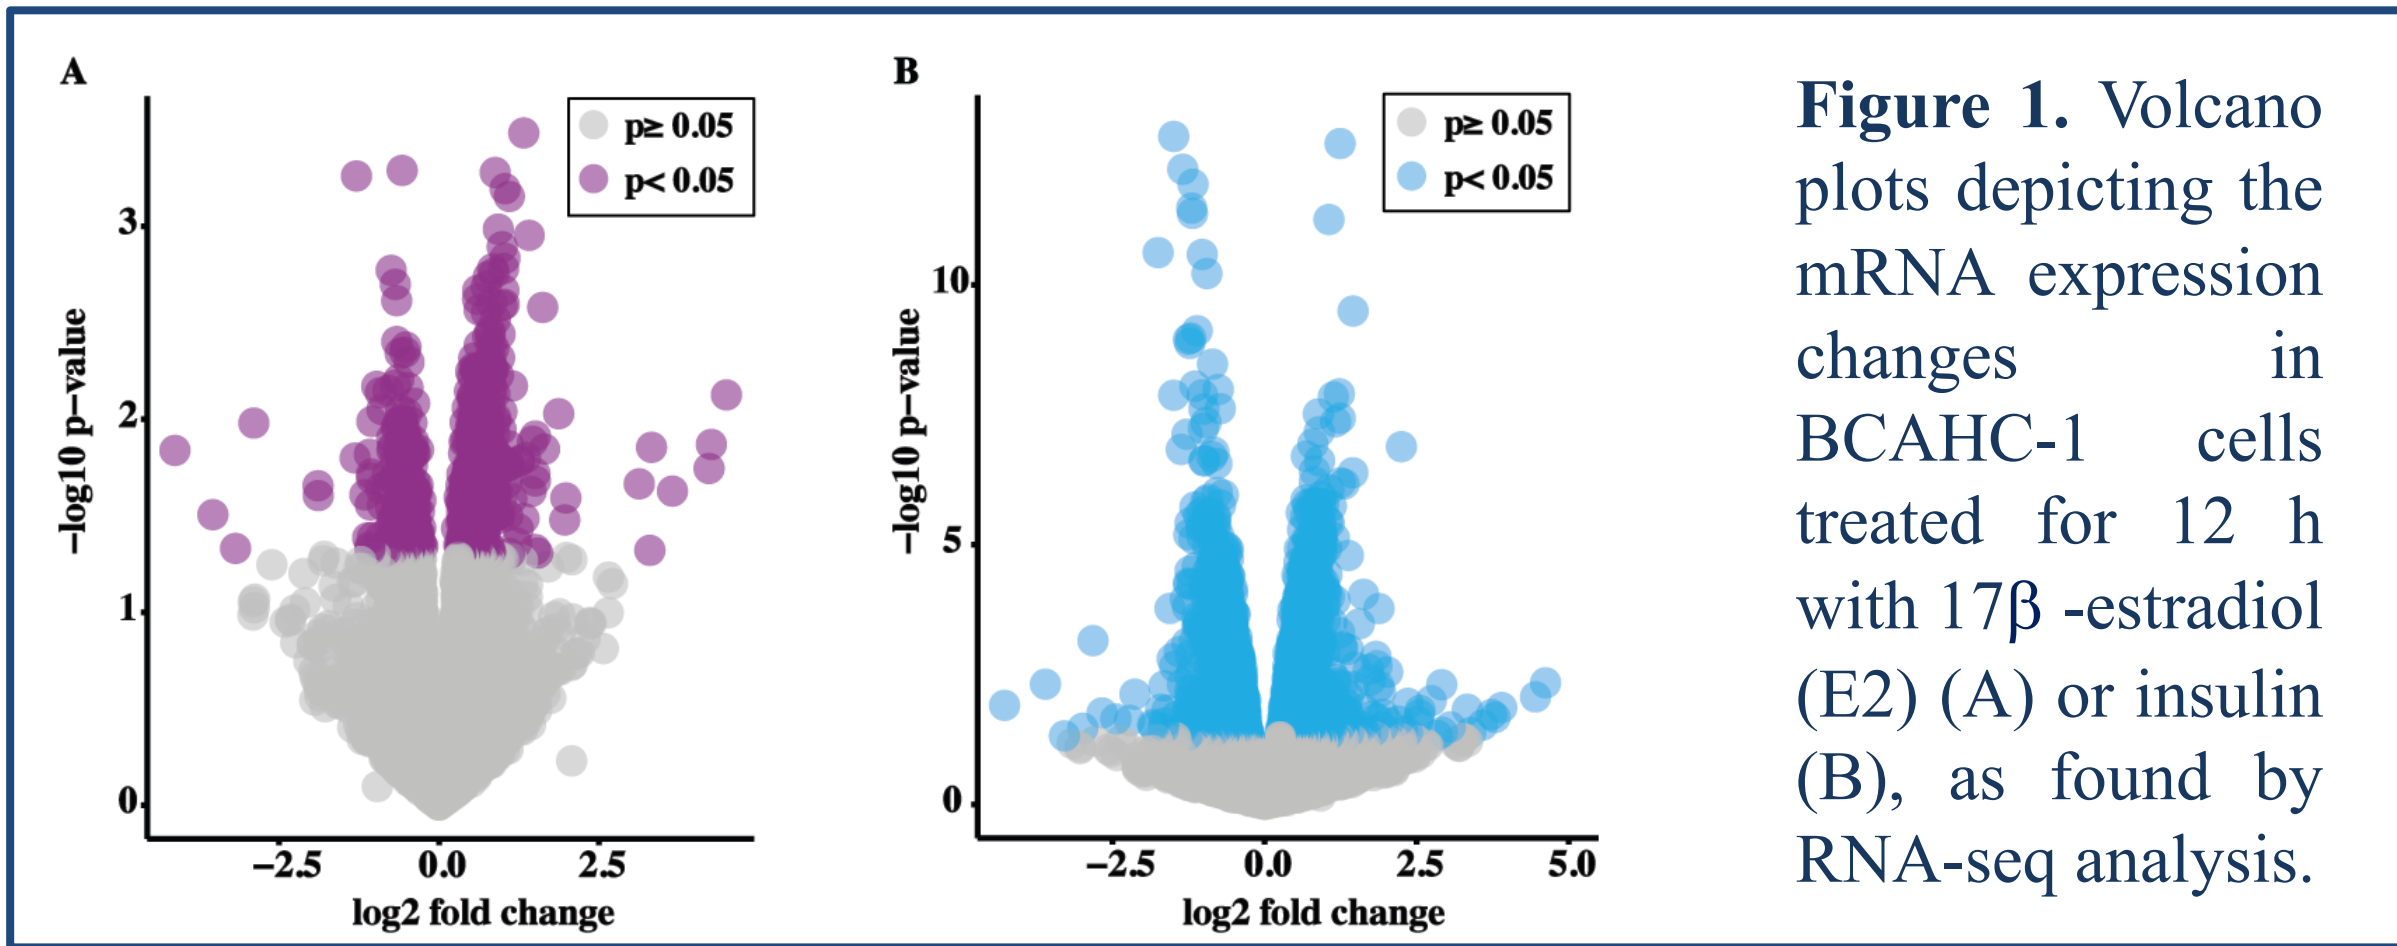 A
p≥ 0.05
p< 0.05
3
2
1
0
−log10 p−value
−2.5 0.0 2.5
log2 fold change
B
p≥ 0.05
p< 0.05
10
5
0
−log10 p−value
−2.5 0.0 2.5 5.0
log2 fold change
Figure 1. Volcano
plots depicting the
mRNA expression
changes in
BCAHC-1 cells
treated for 12 h
with 17β -estradiol
(E2) (A) or insulin
(B), as found by
RNA-seq analysis.